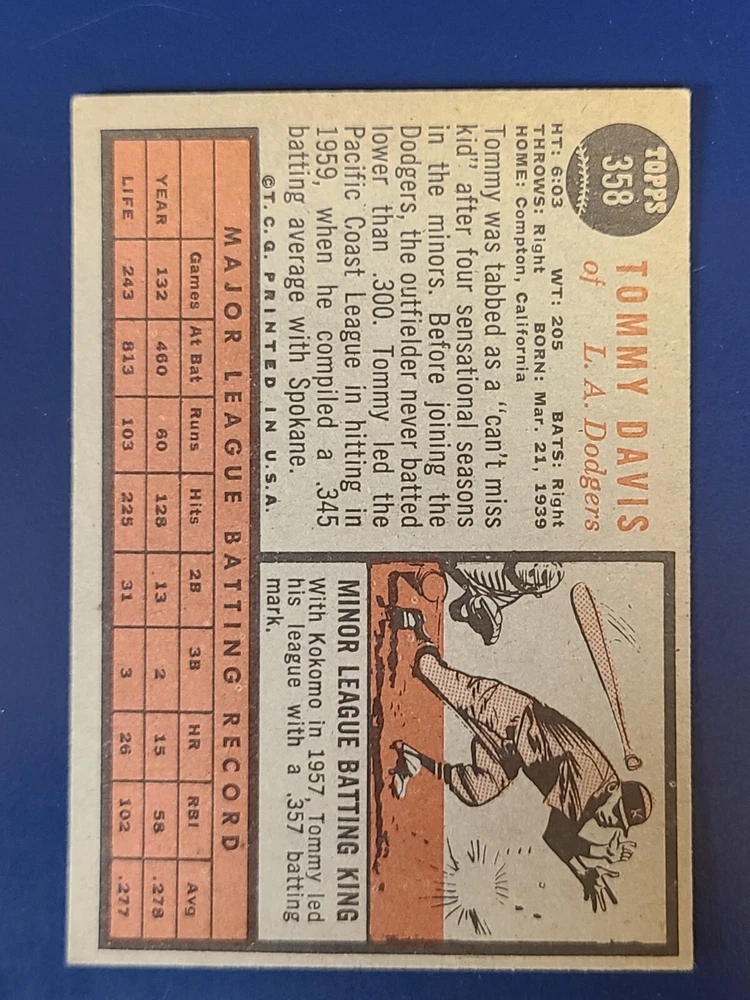 TOPPS
358
TOMMY DAVIS
of L. A. Dodgers
HT: 6:03 WT: 205 BATS: Right
THROWS: Right BORN: Mar. 21, 1939
HOME: Compton, California
Tommy was tabbed as a "can't miss
kid" after four sensational seasons
in the minors. Before joining the
Dodgers, the outfielder never batted
lower than .300. Tommy led the
Pacific Coast League in hitting in
1959, when he compiled a .345
batting average with Spokane.
©T.C.G. PRINTED IN U.S.A.
K
MINOR LEAGUE BATTING KING
With Kokomo in 1957, Tommy led
his league with a .357 batting
mark.
MAJOR LEAGUE BATTING RECORD
Games At Bat Runs Hits 2B 3B HR RBI Avg
YEAR 132 460 60 128 13 2 15 58 .278
LIFE 243 813 103 225 31 3 26 102 .277